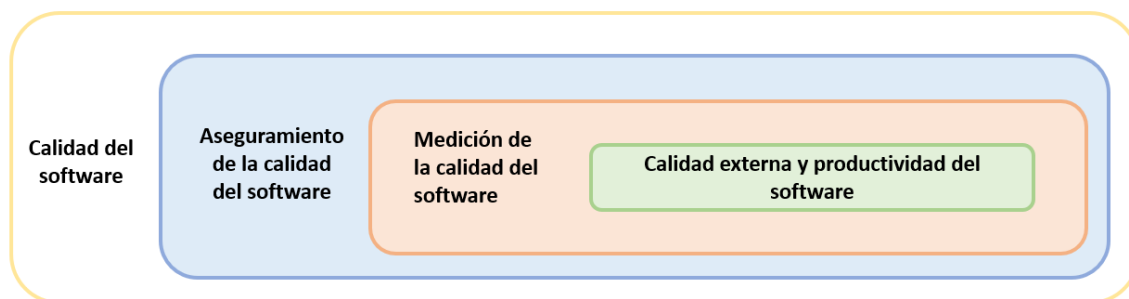 Calidad del
software
Aseguramiento
de la calidad
del software
Medición de
la calidad del
software
Calidad externa y productividad del
software